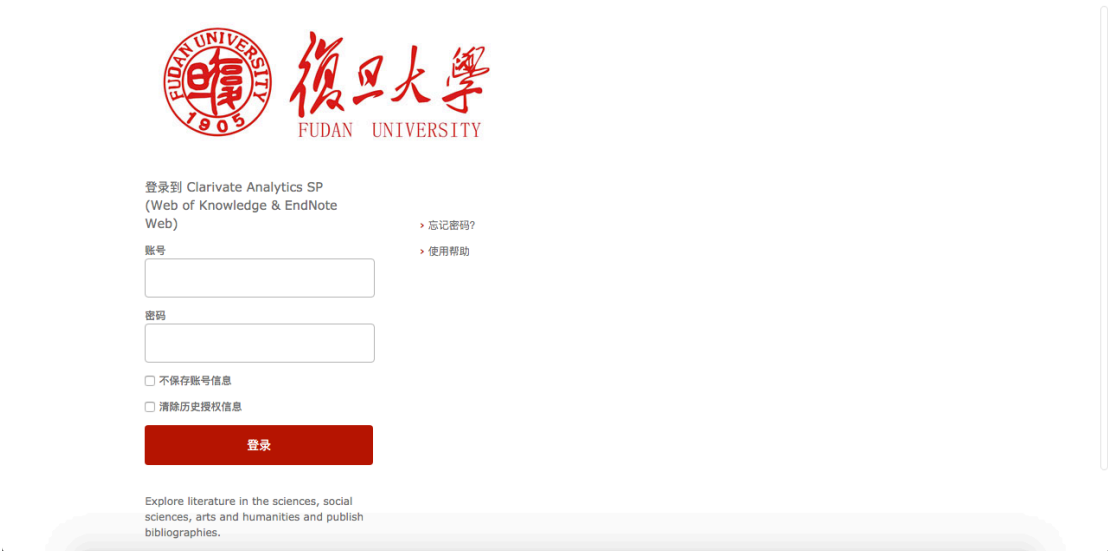 FUDAN UNIVERSITY
旦復
1905
復旦大學
FUDAN UNIVERSITY
登录到 Clarivate Analytics SP
(Web of Knowledge & EndNote
Web)
账号
密码
不保存账号信息
清除历史授权信息
登录
Explore literature in the sciences, social
sciences, arts and humanities and publish
bibliographies.
› 忘记密码?
› 使用帮助